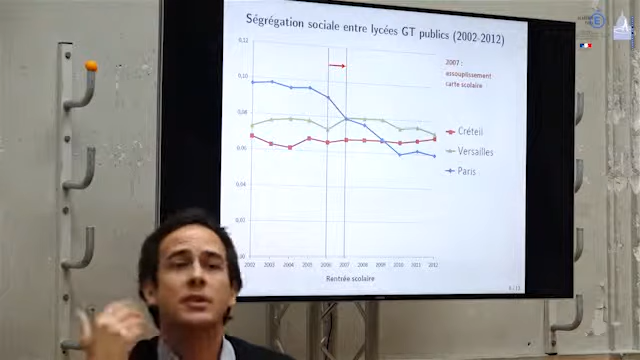 Ségrégation sociale entre lycées GT publics (2002-2012)
0,12
0,10
0,08
0,06
0,04
0,02
2002 2003 2004 2005 2006 2007 2008 2009 2010 2011 2012
Rentrée scolaire
2007 :
assouplissement
carte scolaire
Créteil
Versailles
Paris